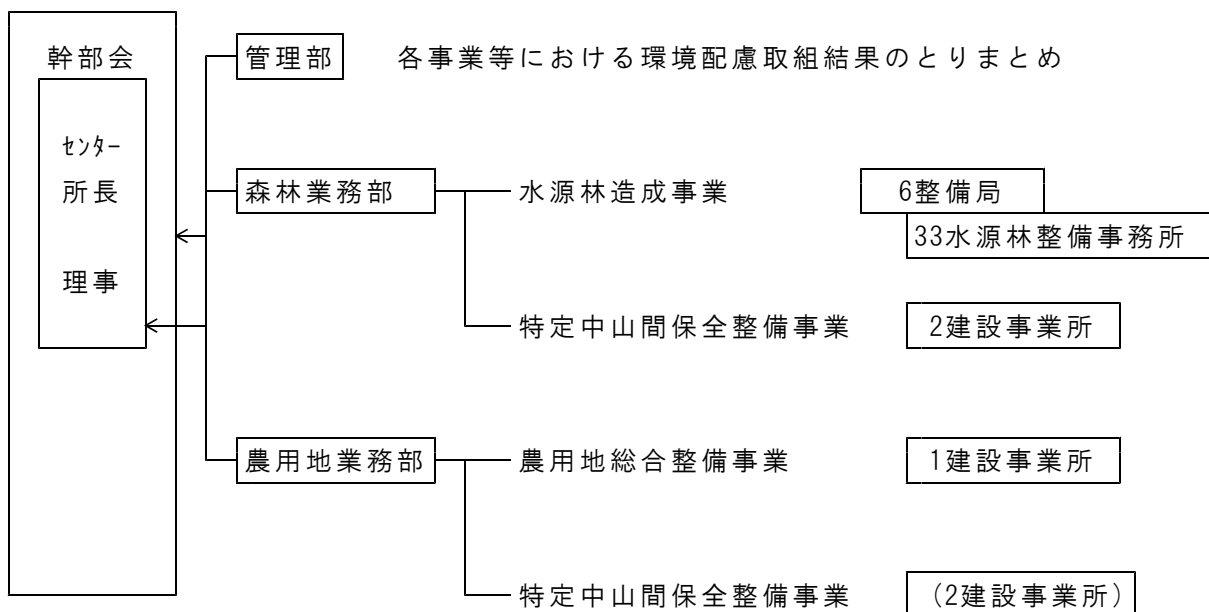 幹部会
センター
所長
理事
管理部 各事業等における環境配慮取組結果のとりまとめ
森林業務部 水源林造成事業 6整備局
33水源林整備事務所
特定中山間保全整備事業 2建設事業所
農用地業務部 農用地総合整備事業 1建設事業所
特定中山間保全整備事業 (2建設事業所)